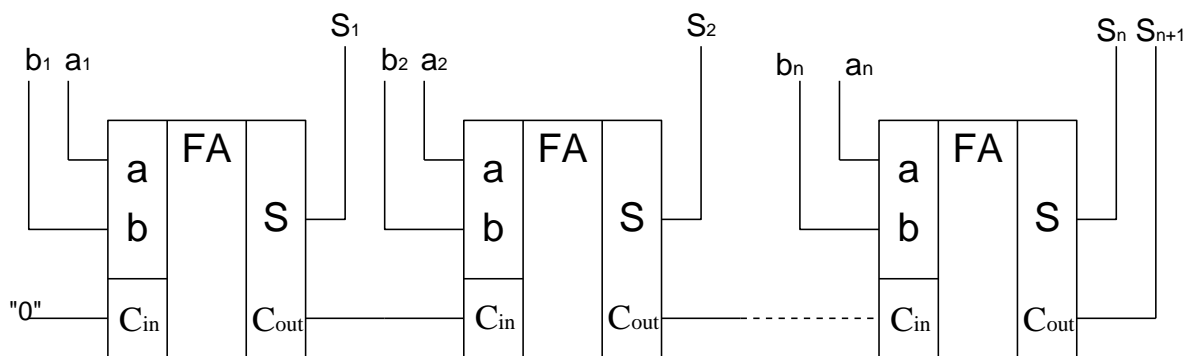 S1 S2 Sn Sn+1
b1 a1 b2 a2 bn an
FA FA FA
a a a
b S b S b S
"0" Cin Cout Cin Cout Cin Cout